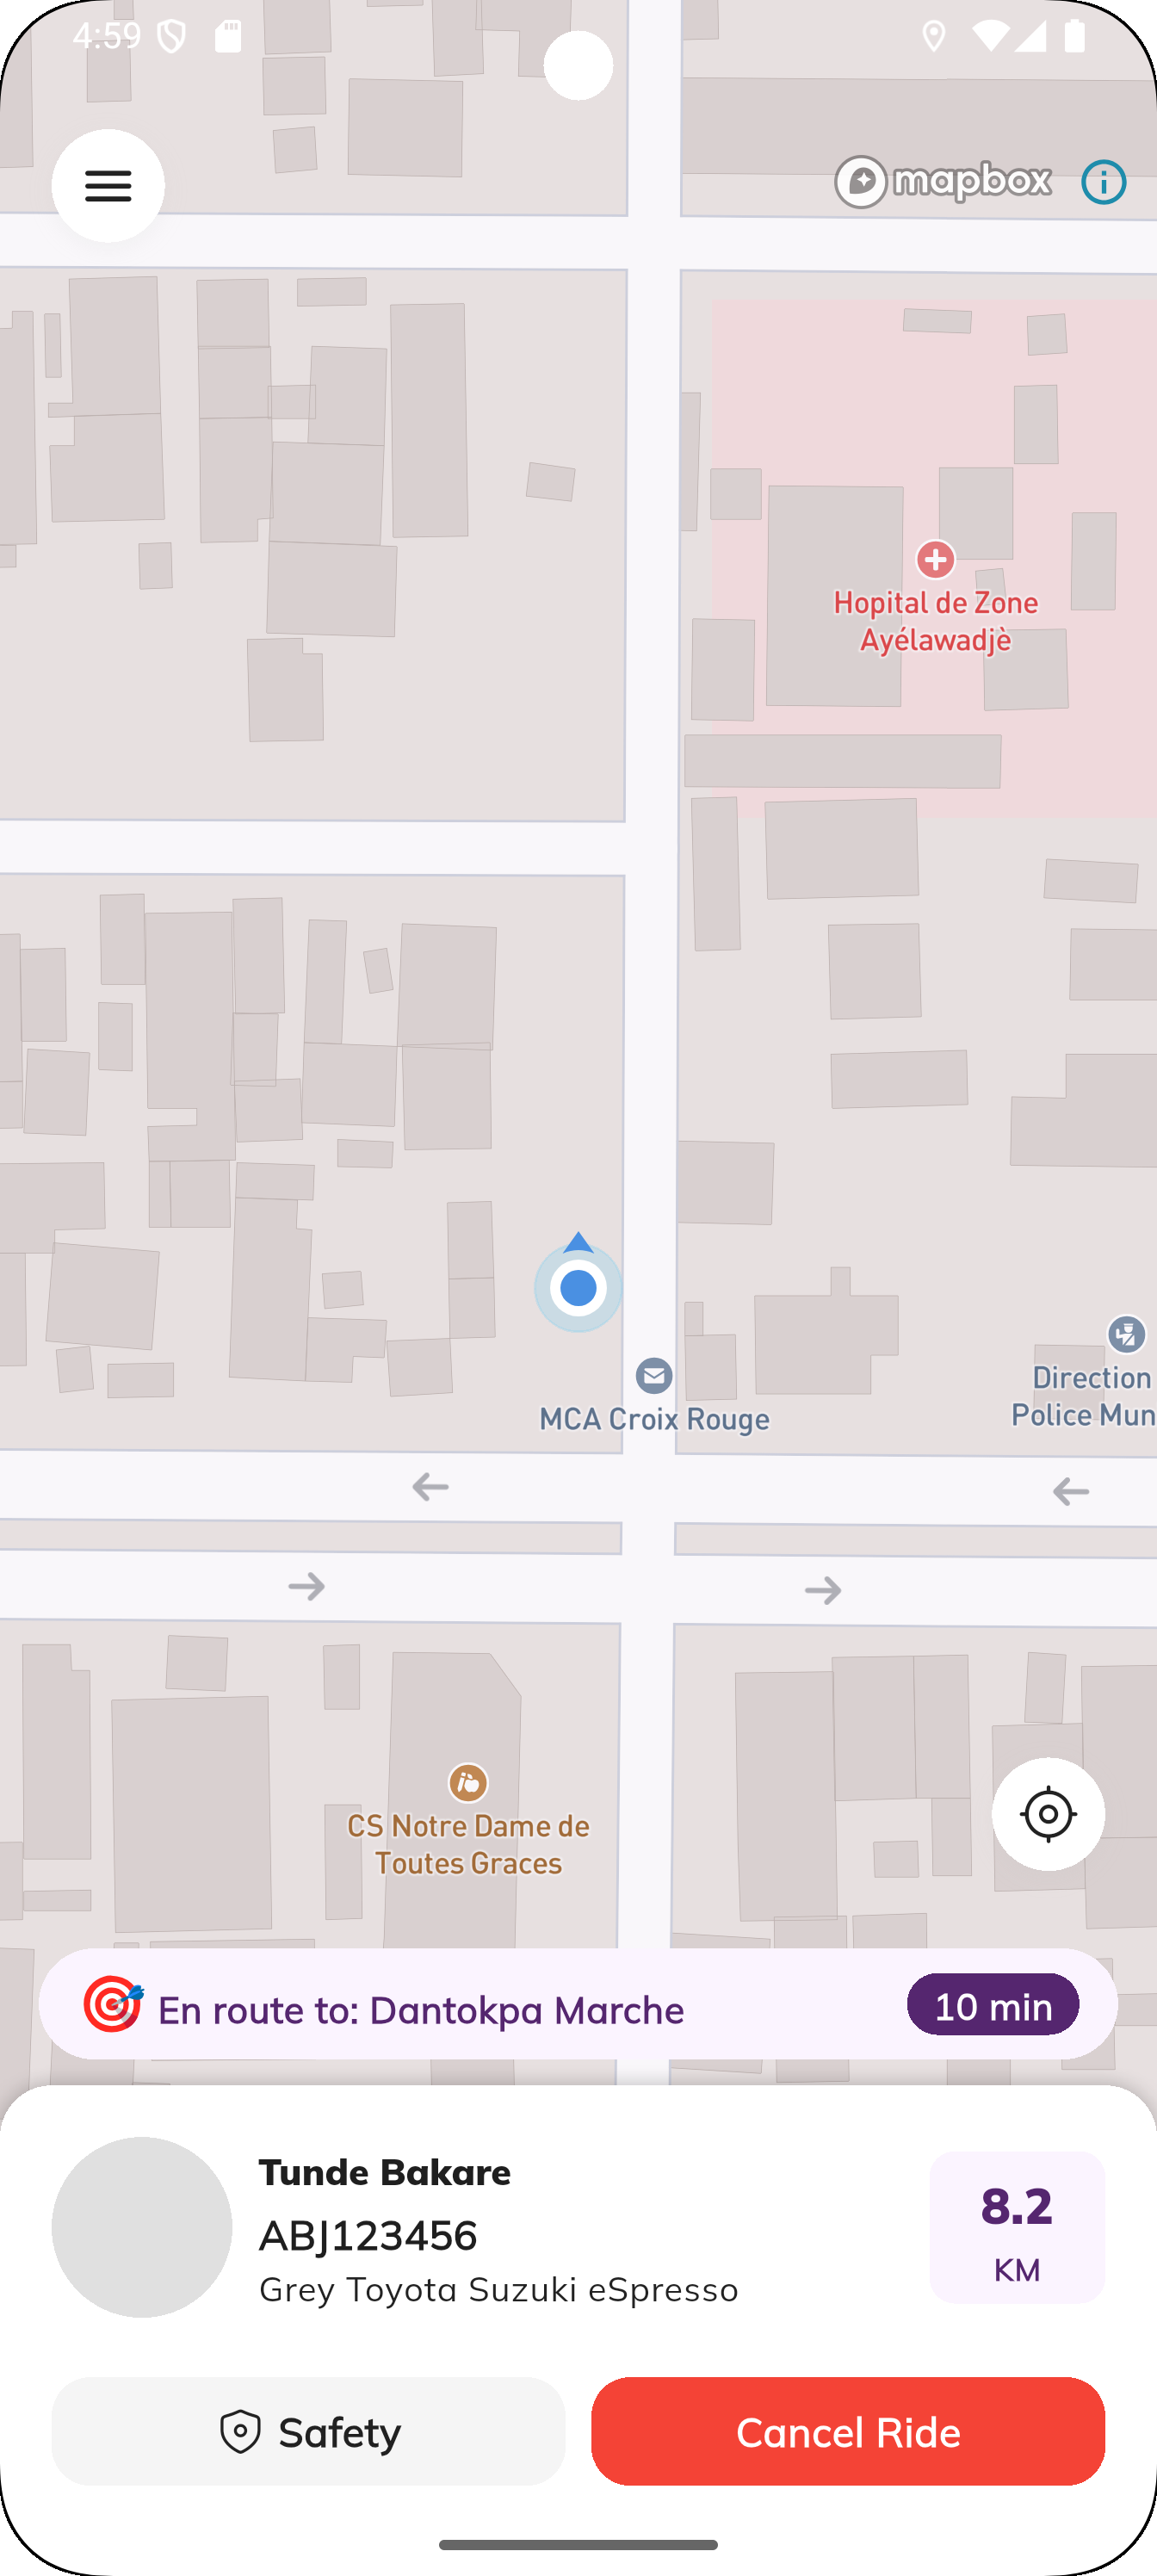 4:59
mapbox
Hopital de Zone
Ayélawadjè
MCA Croix Rouge
Direction
Police Mun
CS Notre Dame de
Toutes Graces
En route to: Dantokpa Marche
10 min
Tunde Bakare
ABJ123456
Grey Toyota Suzuki eSpresso
8.2
KM
Safety
Cancel Ride